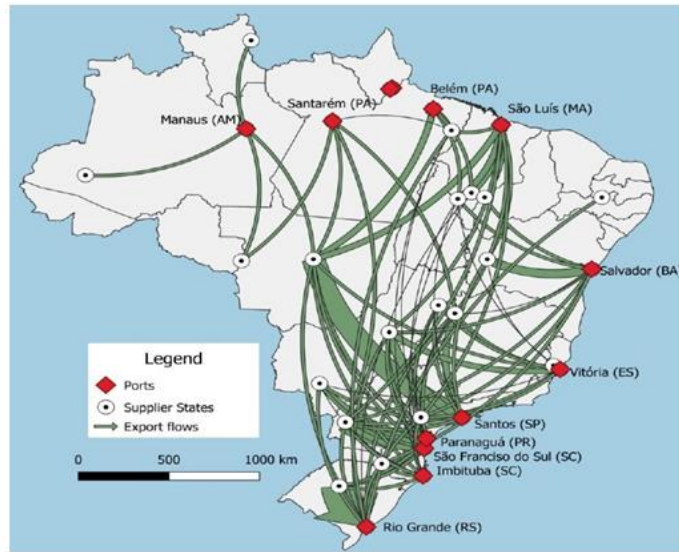 Belém (PA)
Santarém (PA)
São Luís (MA)
Manaus (AM)
Salvador (BA)
Vitória (ES)
Legend
Ports
Supplier States
Export flows
Santos (SP)
Paranaguá (PR)
São Franciso do Sul (SC)
Imbituba (SC)
0 500 1000 km
Rio Grande (RS)